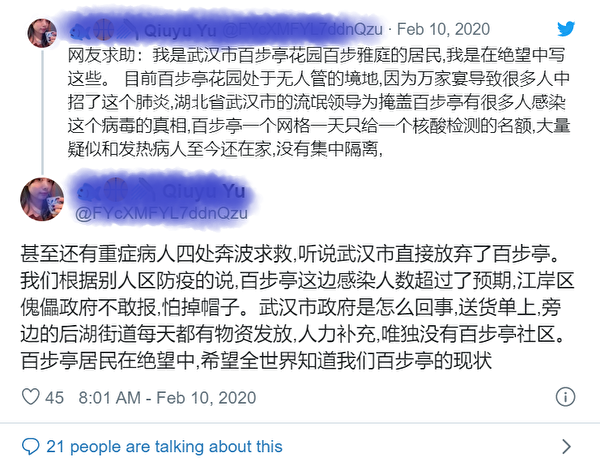 Qiuyu Yu @FYcXMFYL7ddnQzu · Feb 10, 2020
网友求助：我是武汉市百步亭花园百步雅庭的居民,我是在绝望中写
这些。 目前百步亭花园处于无人管的境地,因为万家宴导致很多人中
招了这个肺炎,湖北省武汉市的流氓领导为掩盖百步亭有很多人感染
这个病毒的真相,百步亭一个网格一天只给一个核酸检测的名额,大量
疑似和发热病人至今还在家,没有集中隔离,
Qiuyu Yu
@FYcXMFYL7ddnQzu
甚至还有重症病人四处奔波求救,听说武汉市直接放弃了百步亭。
我们根据别人区防疫的说,百步亭这边感染人数超过了预期,江岸区
傀儡政府不敢报,怕掉帽子。武汉市政府是怎么回事,送货单上,旁
边的后湖街道每天都有物资发放,人力补充,唯独没有百步亭社区。
百步亭居民在绝望中,希望全世界知道我们百步亭的现状
45 8:01 AM - Feb 10, 2020
21 people are talking about this